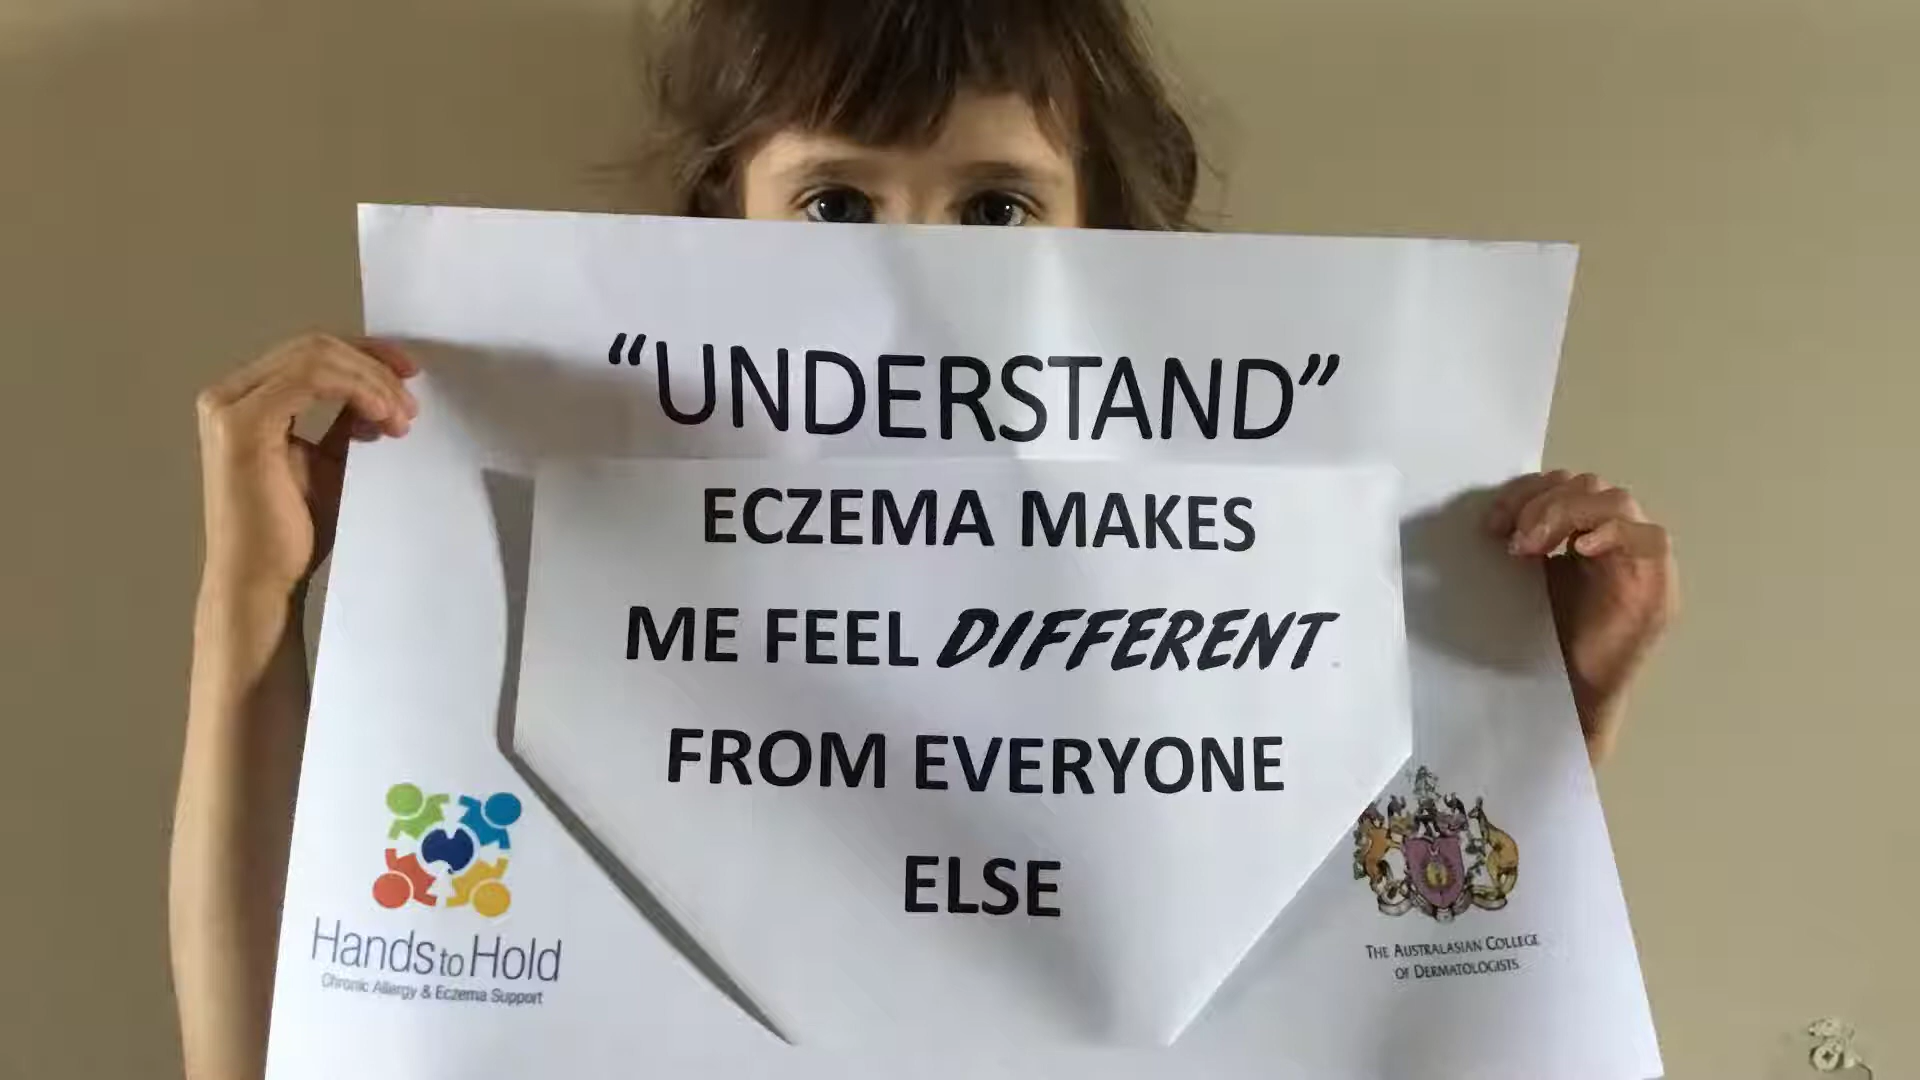 “UNDERSTAND”
ECZEMA MAKES
ME FEEL DIFFERENT
FROM EVERYONE
ELSE
Hands to Hold
Chronic Allergy & Eczema Support
THE AUSTRALASIAN COLLEGE
OF DERMATOLOGISTS